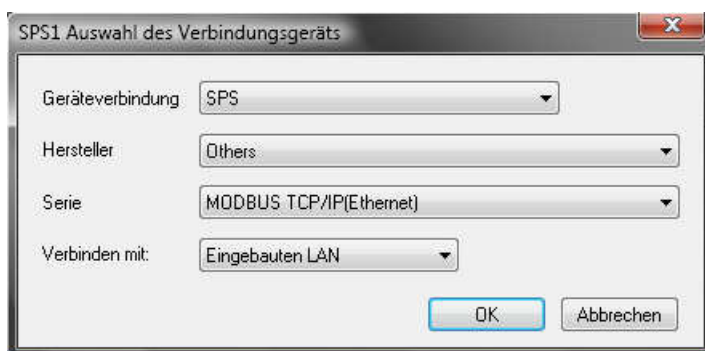 SPS1 Auswahl des Verbindungsgeräts
Geräteverbindung SPS
Hersteller Others
Serie MODBUS TCP/IP(Ethernet)
Verbinden mit: Eingebauten LAN
OK Abbrechen